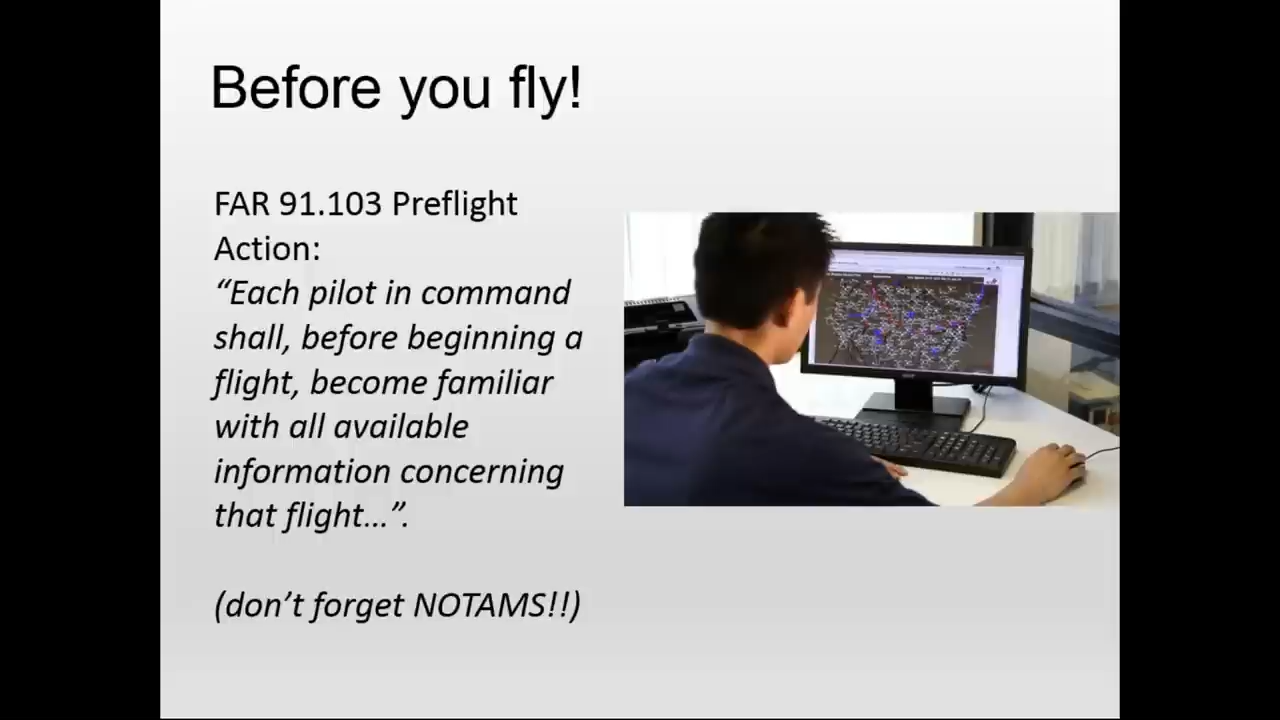 Before you fly!
FAR 91.103 Preflight
Action:
“Each pilot in command
shall, before beginning a
flight, become familiar
with all available
information concerning
that flight…”.
(don’t forget NOTAMS!!)